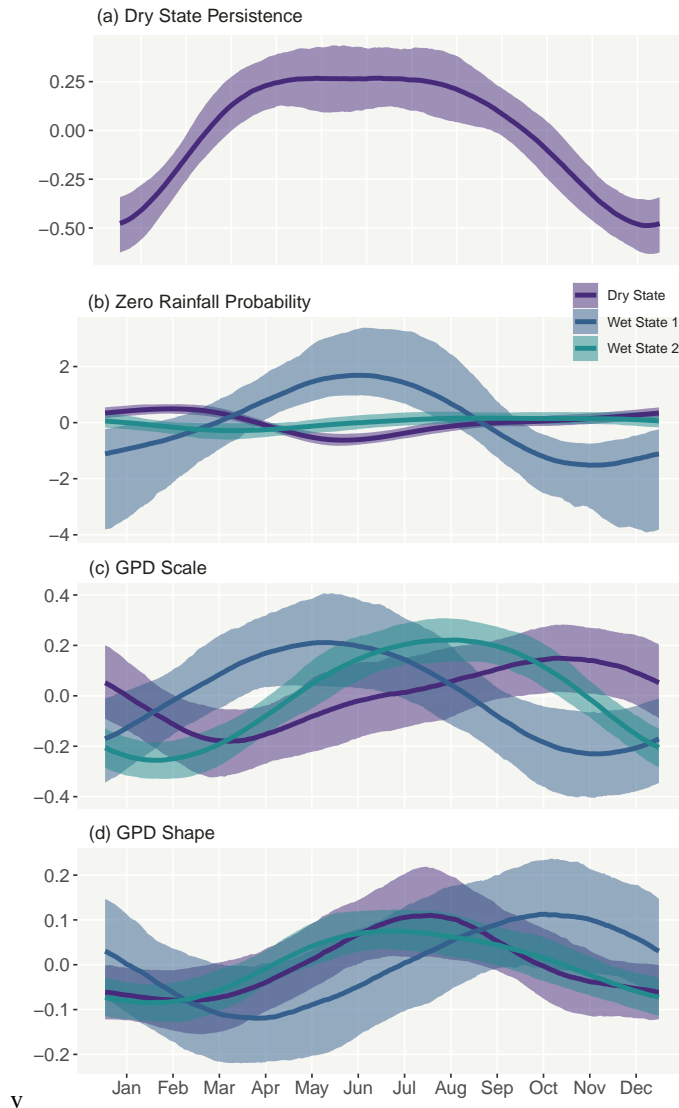 (a) Dry State Persistence
0.25
0.00
−0.25
−0.50
(b) Zero Rainfall Probability
Dry State
Wet State 1
Wet State 2
2
0
−2
−4
(c) GPD Scale
0.4
0.2
0.0
−0.2
−0.4
(d) GPD Shape
0.2
0.1
0.0
−0.1
−0.2
Jan Feb Mar Apr May Jun Jul Aug Sep Oct Nov Dec
v